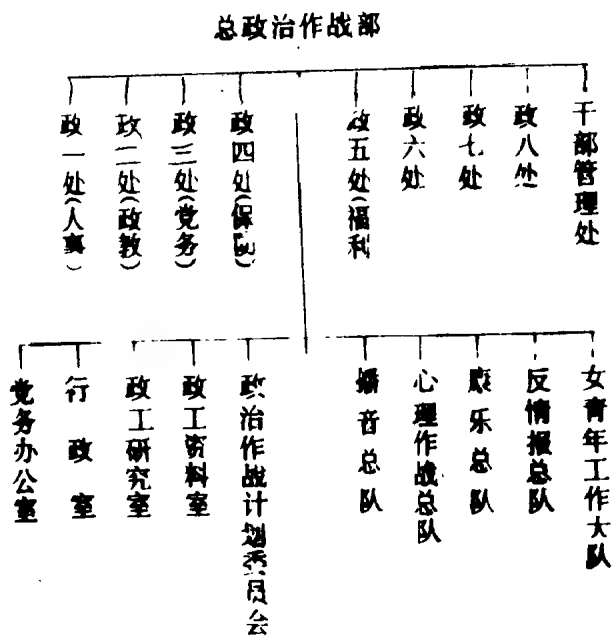 总政治作战部
政一处(人事)
政二处(政教)
政三处(党务)
政四处(保防)
政五处(福利
政六处
政七处
政八处
干部管理处
党务办公室
行政室
政工研究室
政工资料室
政治作战计划委员会
播音总队
心理作战总队
康乐总队
反情报总队
女青年工作大队